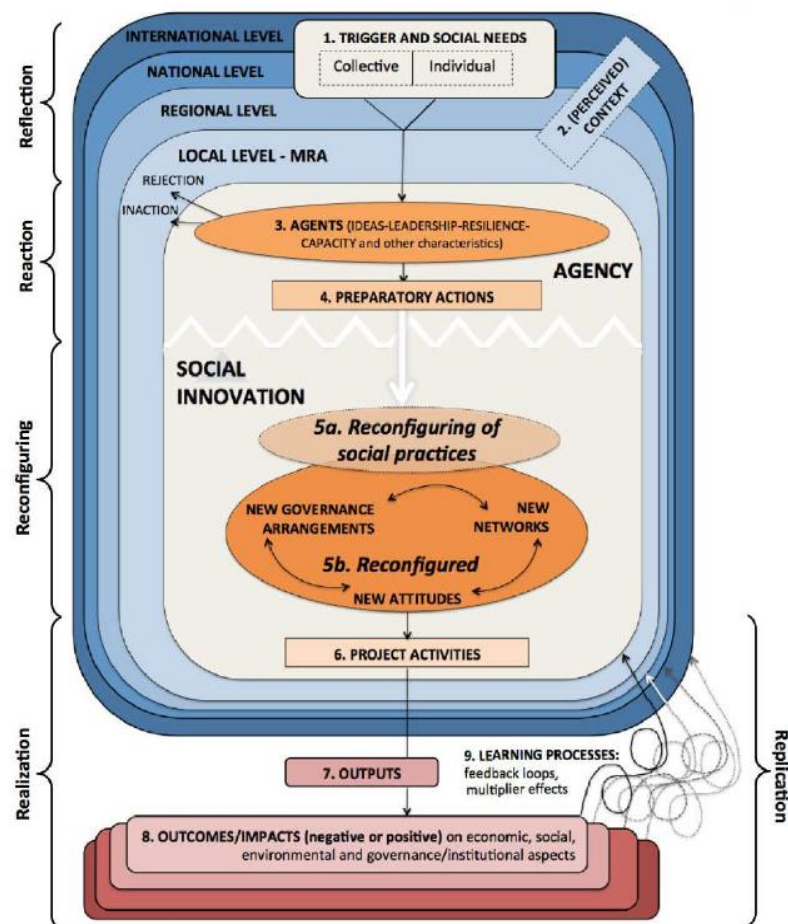 INTERNATIONAL LEVEL
1. TRIGGER AND SOCIAL NEEDS
Collective
Individual
NATIONAL LEVEL
REGIONAL LEVEL
2. (PERCEIVED)
CONTEXT
LOCAL LEVEL - MRA
REJECTION
INACTION
3. AGENTS (IDEAS-LEADERSHIP-RESILIENCE-
CAPACITY and other characteristics)
AGENCY
4. PREPARATORY ACTIONS
SOCIAL
INNOVATION
5a. Reconfiguring of
social practices
NEW GOVERNANCE
ARRANGEMENTS
NEW
NETWORKS
5b. Reconfigured
NEW ATTITUDES
6. PROJECT ACTIVITIES
7. OUTPUTS
9. LEARNING PROCESSES:
feedback loops,
multiplier effects
8. OUTCOMES/IMPACTS (negative or positive) on economic, social,
environmental and governance/institutional aspects
Reflection
Reaction
Reconfiguring
Realization
Replication